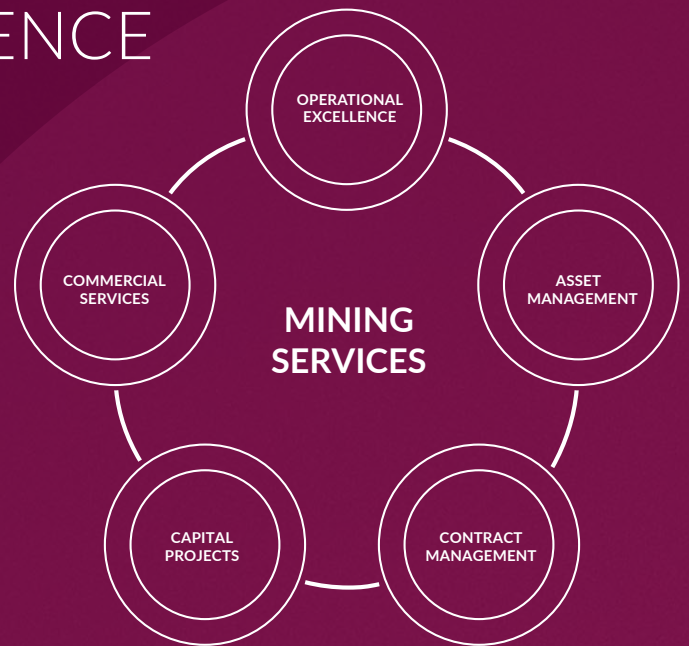 ENCE
OPERATIONAL
EXCELLENCE
COMMERCIAL
SERVICES
ASSET
MANAGEMENT
MINING
SERVICES
CAPITAL
PROJECTS
CONTRACT
MANAGEMENT